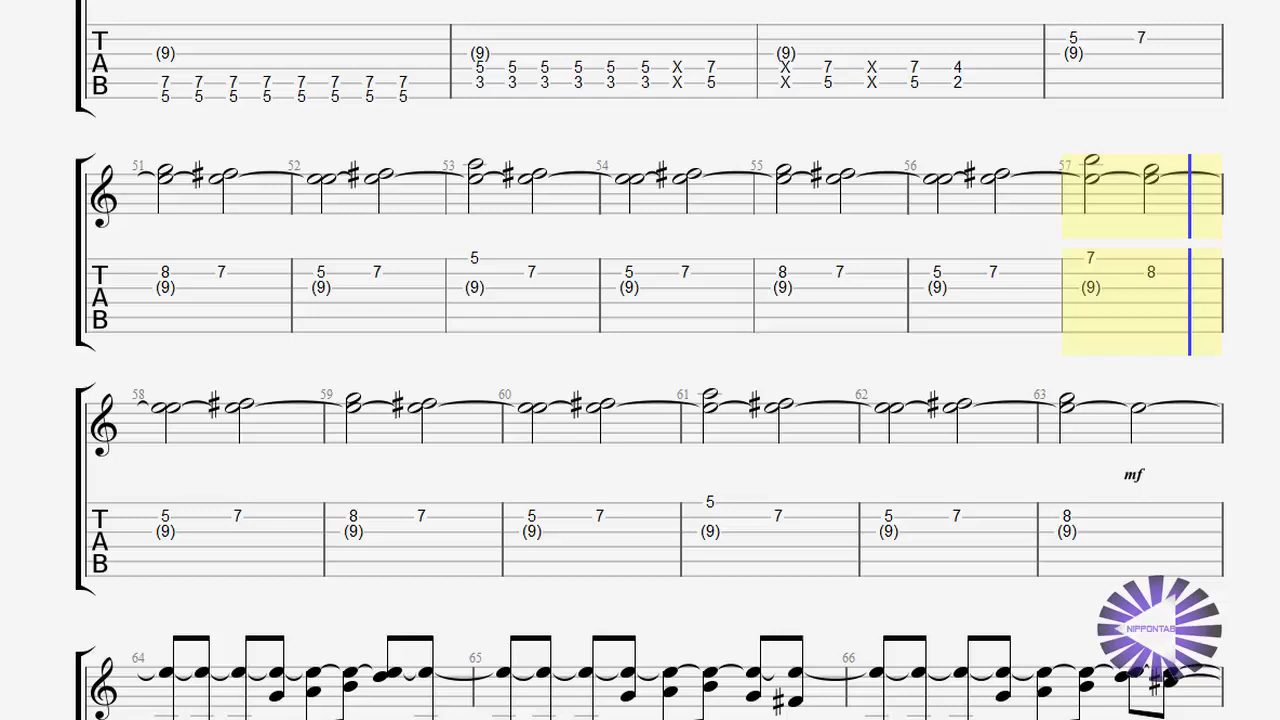 (9) (9) (9) 5 7
(9)
5 5 5 5 5 5 X 7 X 7 X 7 4
7 7 7 7 7 7 7 7 3 3 3 3 3 3 X 5 X 5 X 5 2
5 5 5 5 5 5 5 5
T
A
B
51 52 53 54 55 56 57
5 7
8 7 5 7 7 5 7 8 7 5 7 8
(9) (9) (9) (9) (9) (9) (9)
T
A
B
58 59 60 61 62 63
mf
5
5 7 8 7 5 7 7 5 7 8
(9) (9) (9) (9) (9) (9)
T
A
B
NIPPONTAB
64 65 66